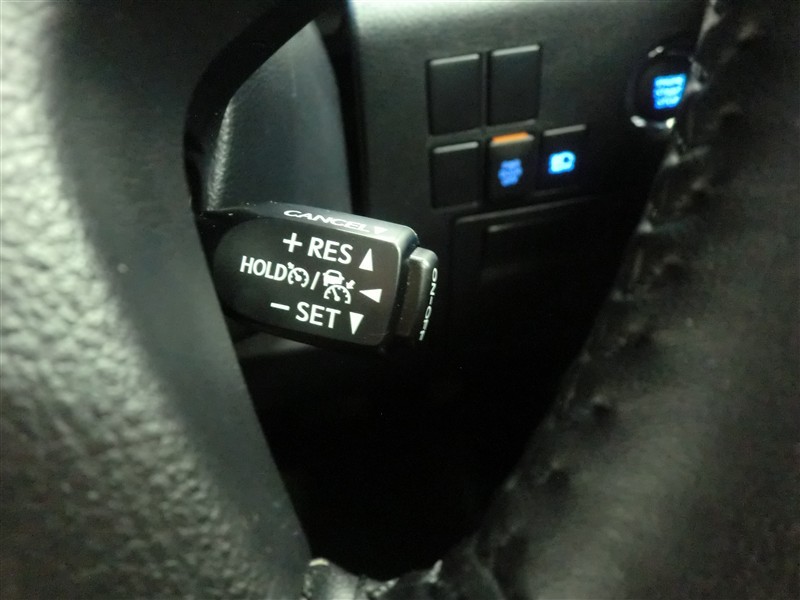 CANCEL
+ RES
HOLD /
− SET
ON-OFF